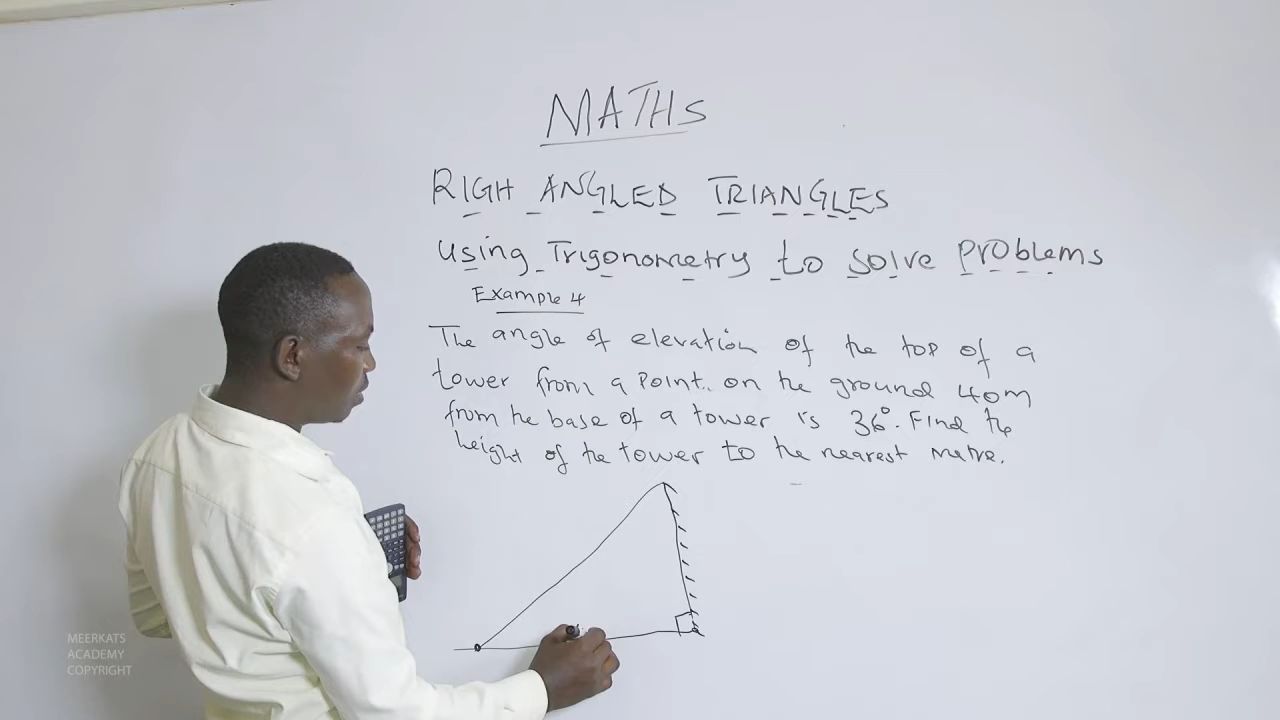 MATHS
RIGH ANGLED TRIANGLES
Using Trigonometry to solve Problems
Example 4
The angle of elevation of the top of a
tower from a point on the ground 40m
from the base of a tower is 36°. Find the
height of the tower to the nearest metre.
MEERKATS
ACADEMY
COPYRIGHT